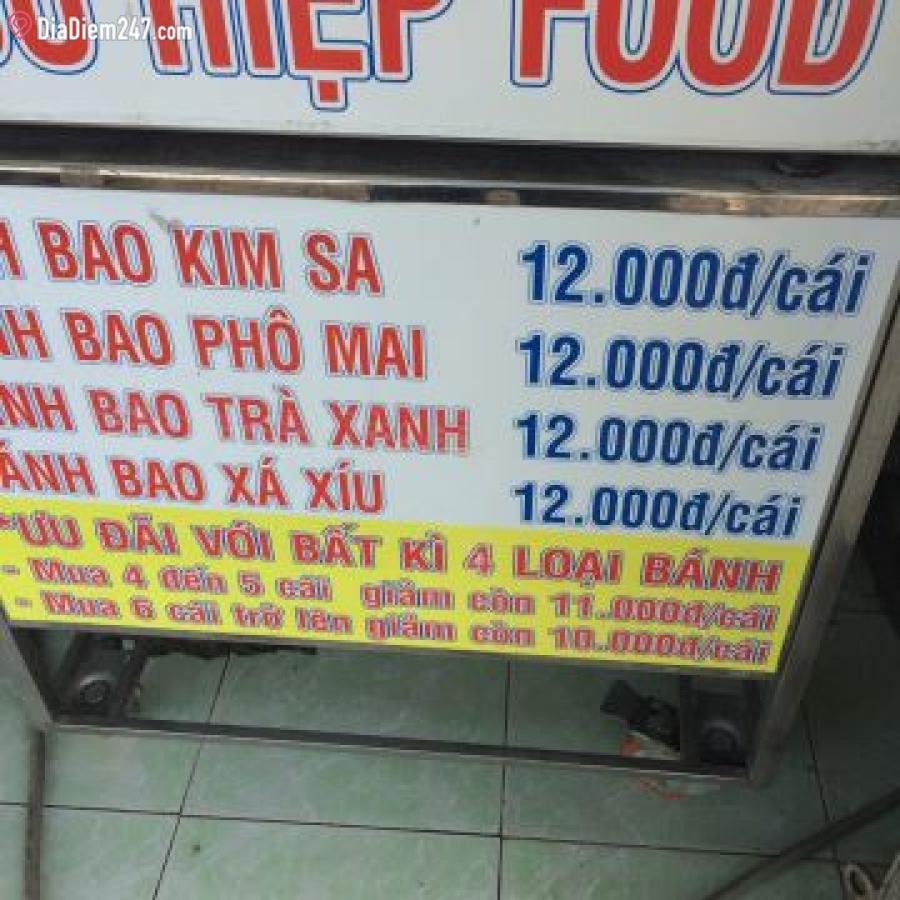 DiaDiem247.com
HIỆP FOOD
BAO KIM SA 12.000đ/cái
NH BAO PHÔ MAI 12.000đ/cái
NH BAO TRÀ XANH 12.000đ/cái
ÁNH BAO XÁ XÍU 12.000đ/cái
*ƯU ĐÃI VỚI BẤT KÌ 4 LOẠI BÁNH
- Mua 4 đến 5 cái giảm còn 11.000đ/cái
- Mua 6 cái trở lên giảm còn 10.000đ/cái